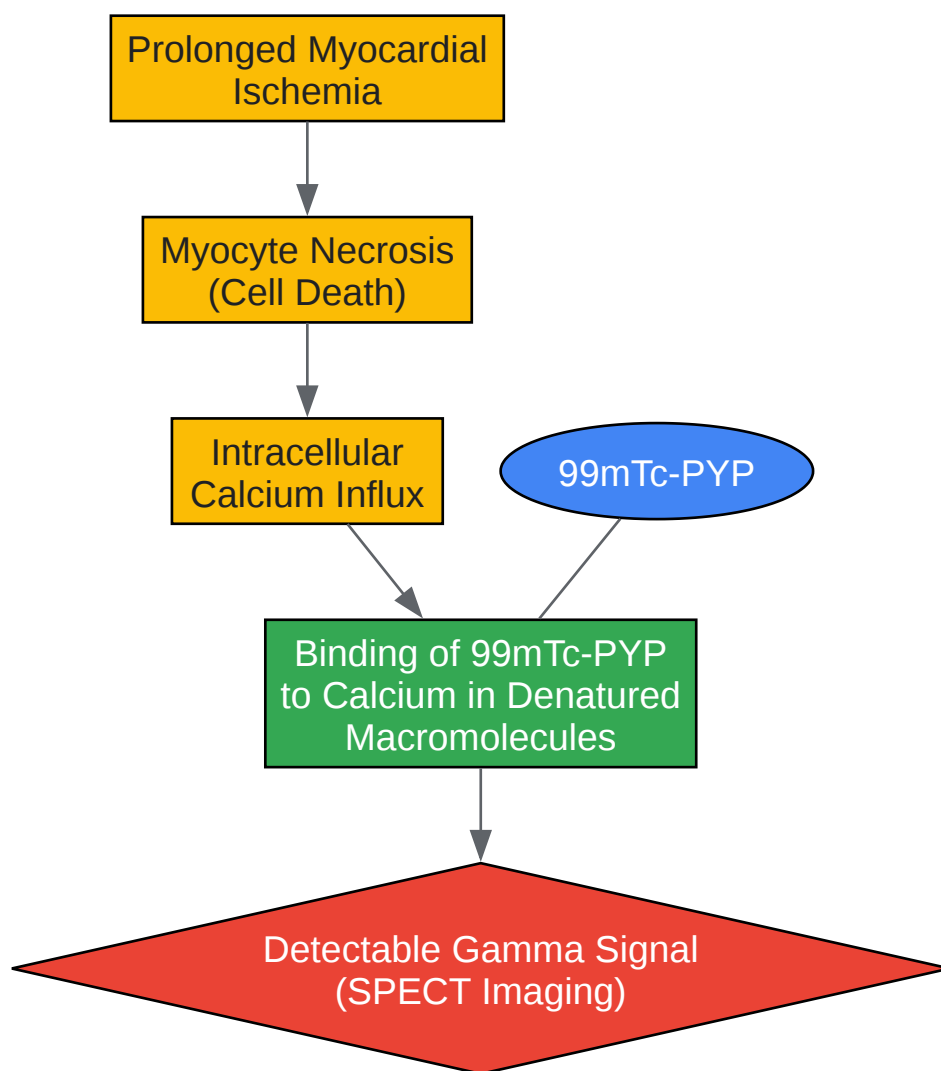 Prolonged Myocardial
Ischemia
Myocyte Necrosis
(Cell Death)
Intracellular
Calcium Influx
99mTc-PYP
Binding of 99mTc-PYP
to Calcium in Denatured
Macromolecules
Detectable Gamma Signal
(SPECT Imaging)